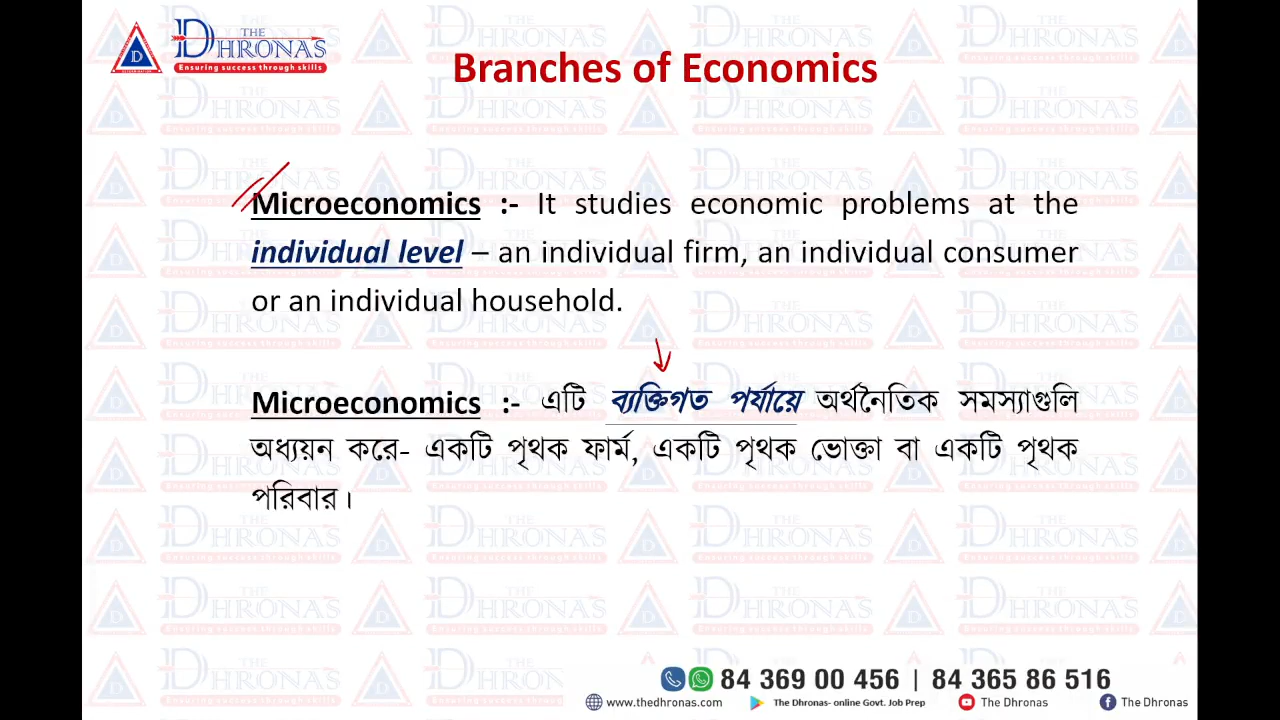 THE
DHRONAS
Ensuring success through skills
Branches of Economics
Microeconomics :- It studies economic problems at the
individual level – an individual firm, an individual consumer
or an individual household.
Microeconomics :- এটি ব্যক্তিগত পর্যায়ে অর্থনৈতিক সমস্যাগুলি
অধ্যয়ন করে- একটি পৃথক ফার্ম, একটি পৃথক ভোক্তা বা একটি পৃথক
পরিবার।
84 369 00 456 | 84 365 86 516
www.thedhronas.com The Dhronas- online Govt. Job Prep The Dhronas The Dhronas